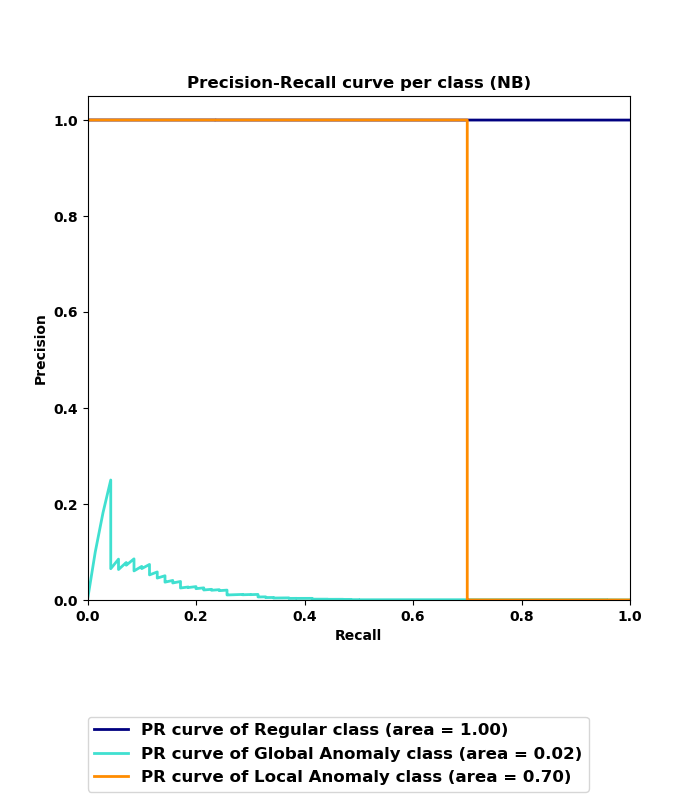 Precision-Recall curve per class (NB)
1.0
0.8
0.6
0.4
0.2
0.0
Precision
0.0 0.2 0.4 0.6 0.8 1.0
Recall
PR curve of Regular class (area = 1.00)
PR curve of Global Anomaly class (area = 0.02)
PR curve of Local Anomaly class (area = 0.70)